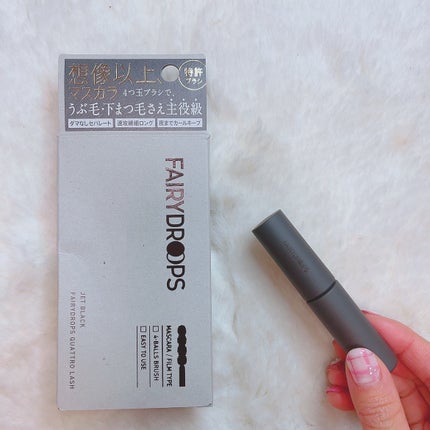 想像以上、
マスカラ 4つ玉ブラシで、
特許
ブラシ
うぶ毛・下まつ毛さえ主役級
ダマなしセパレート 速攻繊細ロング 夜までカールキープ
FAIRYDROPS
MASCARA / FILM TYPE
4-BALLS BRUSH
EASY TO USE
JET BLACK
FAIRYDROPS QUATTRO LASH